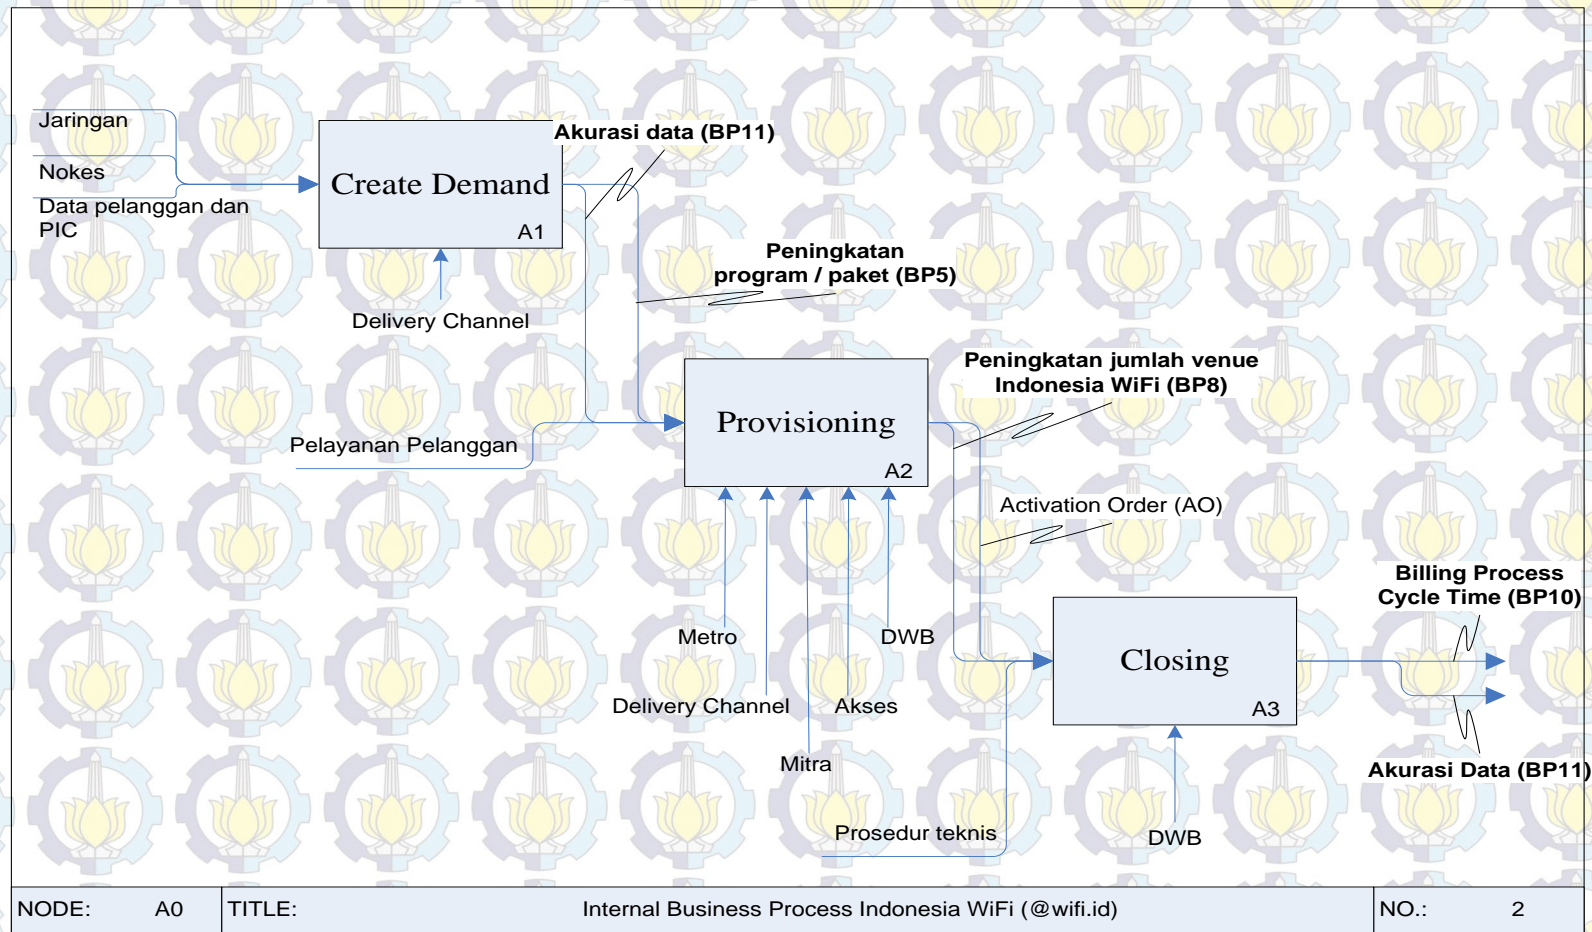 Jaringan
Nokes
Data pelanggan dan
PIC
Create Demand
A1
Akurasi data (BP11)
Delivery Channel
Peningkatan
program / paket (BP5)
Pelayanan Pelanggan
Provisioning
A2
Peningkatan jumlah venue
Indonesia WiFi (BP8)
Activation Order (AO)
Metro
DWB
Delivery Channel
Akses
Mitra
Prosedur teknis
Closing
A3
DWB
Billing Process
Cycle Time (BP10)
Akurasi Data (BP11)
NODE: A0 TITLE: Internal Business Process Indonesia WiFi (@wifi.id) NO.: 2